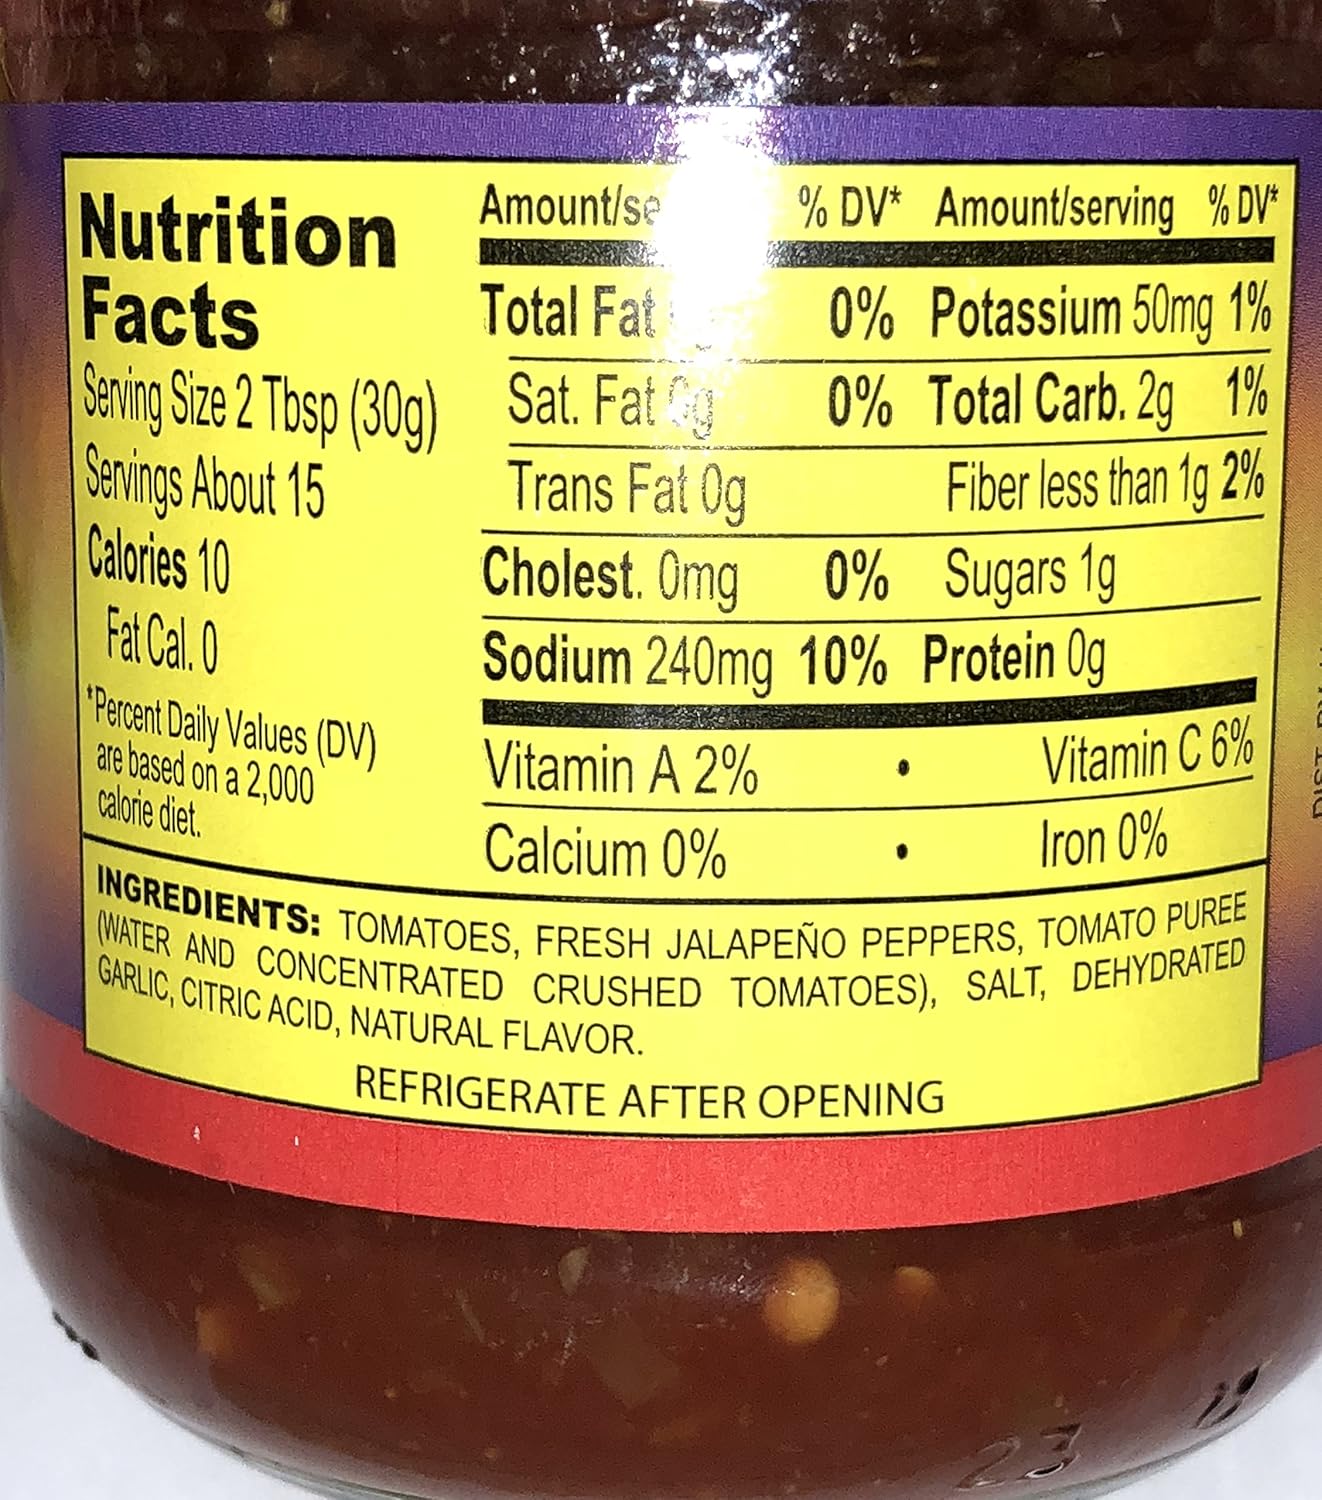 Nutrition
Facts
Serving Size 2 Tbsp (30g)
Servings About 15
Calories 10
Fat Cal. 0
*Percent Daily Values (DV)
are based on a 2,000
calorie diet.
% DV* Amount/serving % DV*
Total Fat 0% Potassium 50mg 1%
Sat. Fat 0g 0% Total Carb. 2g 1%
Trans Fat 0g Fiber less than 1g 2%
Cholest. 0mg 0% Sugars 1g
Sodium 240mg 10% Protein 0g
Vitamin A 2% • Vitamin C 6%
Calcium 0% • Iron 0%
INGREDIENTS: TOMATOES, FRESH JALAPEÑO PEPPERS, TOMATO PUREE
(WATER AND CONCENTRATED CRUSHED TOMATOES), SALT, DEHYDRATED
GARLIC, CITRIC ACID, NATURAL FLAVOR.
REFRIGERATE AFTER OPENING
23